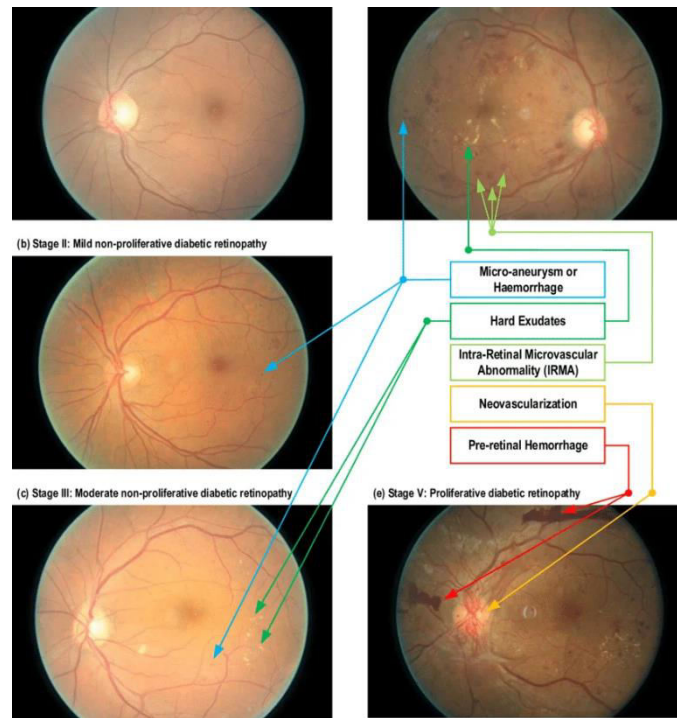 (b) Stage II: Mild non-proliferative diabetic retinopathy
Micro-aneurysm or
Haemorrhage
Hard Exudates
Intra-Retinal Microvascular
Abnormality (IRMA)
Neovascularization
Pre-retinal Hemorrhage
(c) Stage III: Moderate non-proliferative diabetic retinopathy
(e) Stage V: Proliferative diabetic retinopathy